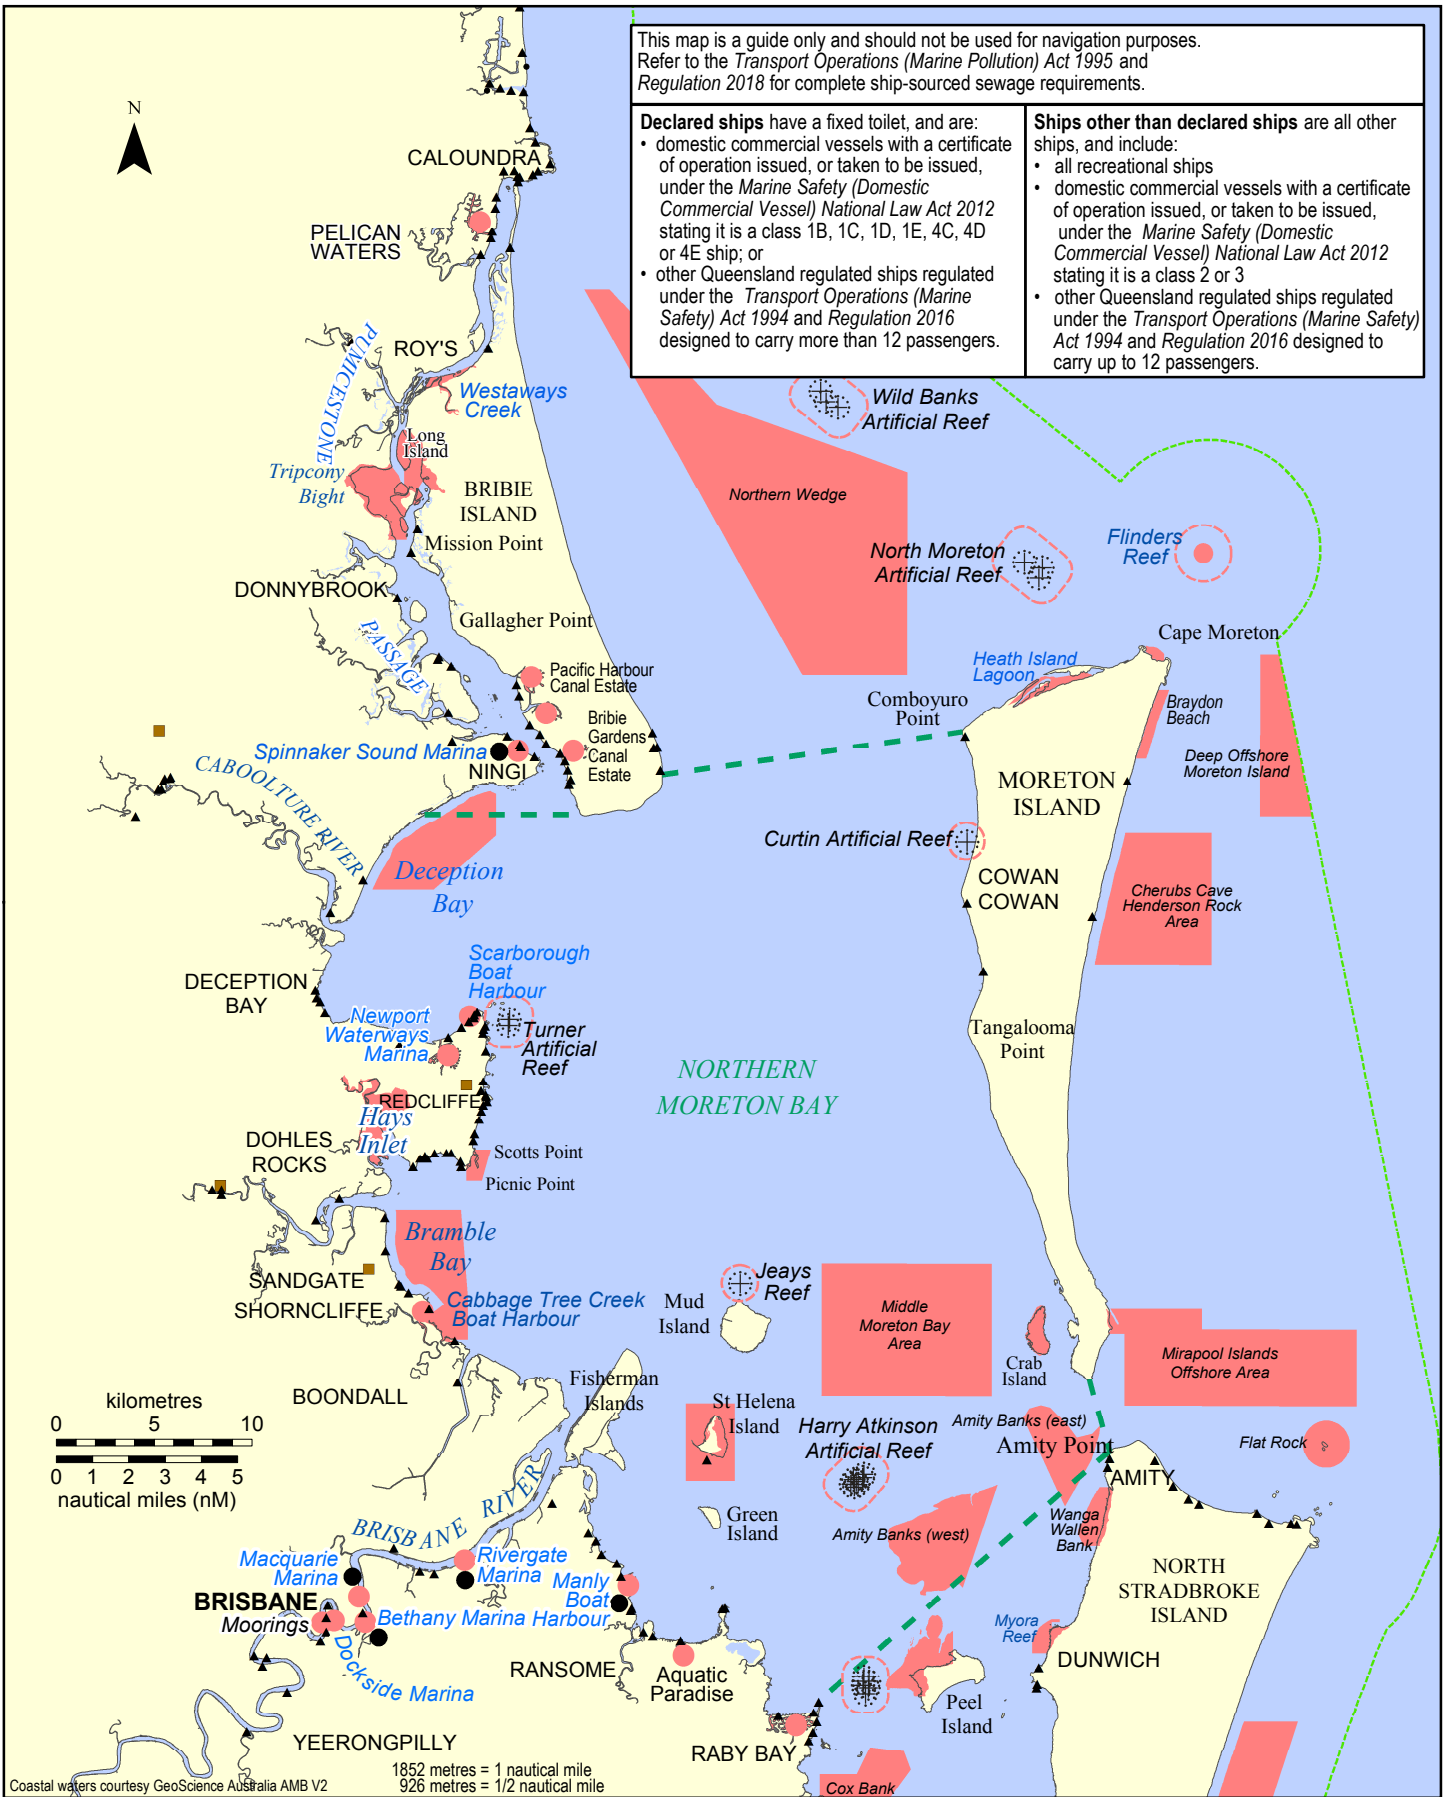 This map is a guide only and should not be used for navigation purposes.
Refer to the Transport Operations (Marine Pollution) Act 1995 and
Regulation 2018 for complete ship-sourced sewage requirements.
Declared ships have a fixed toilet, and are:
• domestic commercial vessels with a certificate
of operation issued, or taken to be issued,
under the Marine Safety (Domestic
Commercial Vessel) National Law Act 2012
stating it is a class 1B, 1C, 1D, 1E, 4C, 4D
or 4E ship; or
• other Queensland regulated ships regulated
under the Transport Operations (Marine
Safety) Act 1994 and Regulation 2016
designed to carry more than 12 passengers.
Ships other than declared ships are all other
ships, and include:
• all recreational ships
• domestic commercial vessels with a certificate
of operation issued, or taken to be issued,
under the Marine Safety (Domestic
Commercial Vessel) National Law Act 2012
stating it is a class 2 or 3
• other Queensland regulated ships regulated
under the Transport Operations (Marine Safety)
Act 1994 and Regulation 2016 designed to
carry up to 12 passengers.
N
CALOUNDRA
PELICAN
WATERS
PUMICESTONE
ROY'S
Westaways
Creek
Wild Banks
Artificial Reef
Long
Island
Tripcony
Bight
BRIBIE
ISLAND
Northern Wedge
Mission Point
North Moreton
Artificial Reef
Flinders
Reef
DONNYBROOK
Gallagher Point
PASSAGE
Cape Moreton
Heath Island
Lagoon
Pacific Harbour
Canal Estate
Comboyuro
Point
Braydon
Beach
Bribie
Gardens
Canal
Estate
Spinnaker Sound Marina
NINGI
Deep Offshore
Moreton Island
CABOOLTURE RIVER
MORETON
ISLAND
Curtin Artificial Reef
Deception
Bay
COWAN
COWAN
Cherubs Cave
Henderson Rock
Area
DECEPTION
BAY
Scarborough
Boat
Harbour
Newport
Waterways
Marina
Turner
Artificial
Reef
Tangalooma
Point
NORTHERN
MORETON BAY
REDCLIFFE
Hays
Inlet
DOHLES
ROCKS
Scotts Point
Picnic Point
Bramble
Bay
SANDGATE
SHORNCLIFFE
Cabbage Tree Creek
Boat Harbour
Jeays
Reef
Mud
Island
Middle
Moreton Bay
Area
Crab
Island
Mirapool Islands
Offshore Area
BOONDALL
Fisherman
Islands
St Helena
Island
Harry Atkinson
Artificial Reef
Amity Banks (east)
Amity Point
Flat Rock
AMITY
kilometres
0 5 10
0 1 2 3 4 5
nautical miles (nM)
BRISBANE RIVER
Green
Island
Amity Banks (west)
Wanga
Wallen
Bank
Macquarie
Marina
Rivergate
Marina
Manly
Boat
Harbour
BRISBANE
Moorings
Bethany Marina
Dockside Marina
NORTH
STRADBROKE
ISLAND
Myora
Reef
DUNWICH
RANSOME
Aquatic
Paradise
Peel
Island
YEERONGPILLY
RABY BAY
Cox Bank
1852 metres = 1 nautical mile
926 metres = 1/2 nautical mile
Coastal waters courtesy GeoScience Australia AMB V2